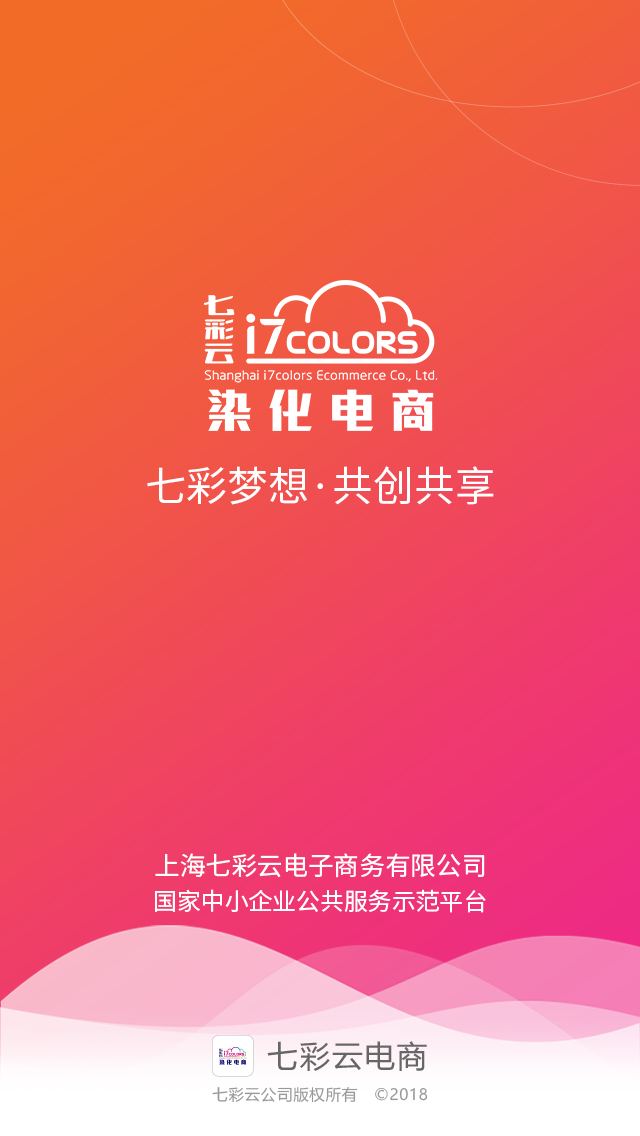 七彩云
i7COLORS
Shanghai i7colors Ecommerce Co., Ltd.
染化电商
七彩梦想·共创共享
上海七彩云电子商务有限公司
国家中小企业公共服务示范平台
i7COLORS
染化电商
七彩云电商
七彩云公司版权所有 ©2018